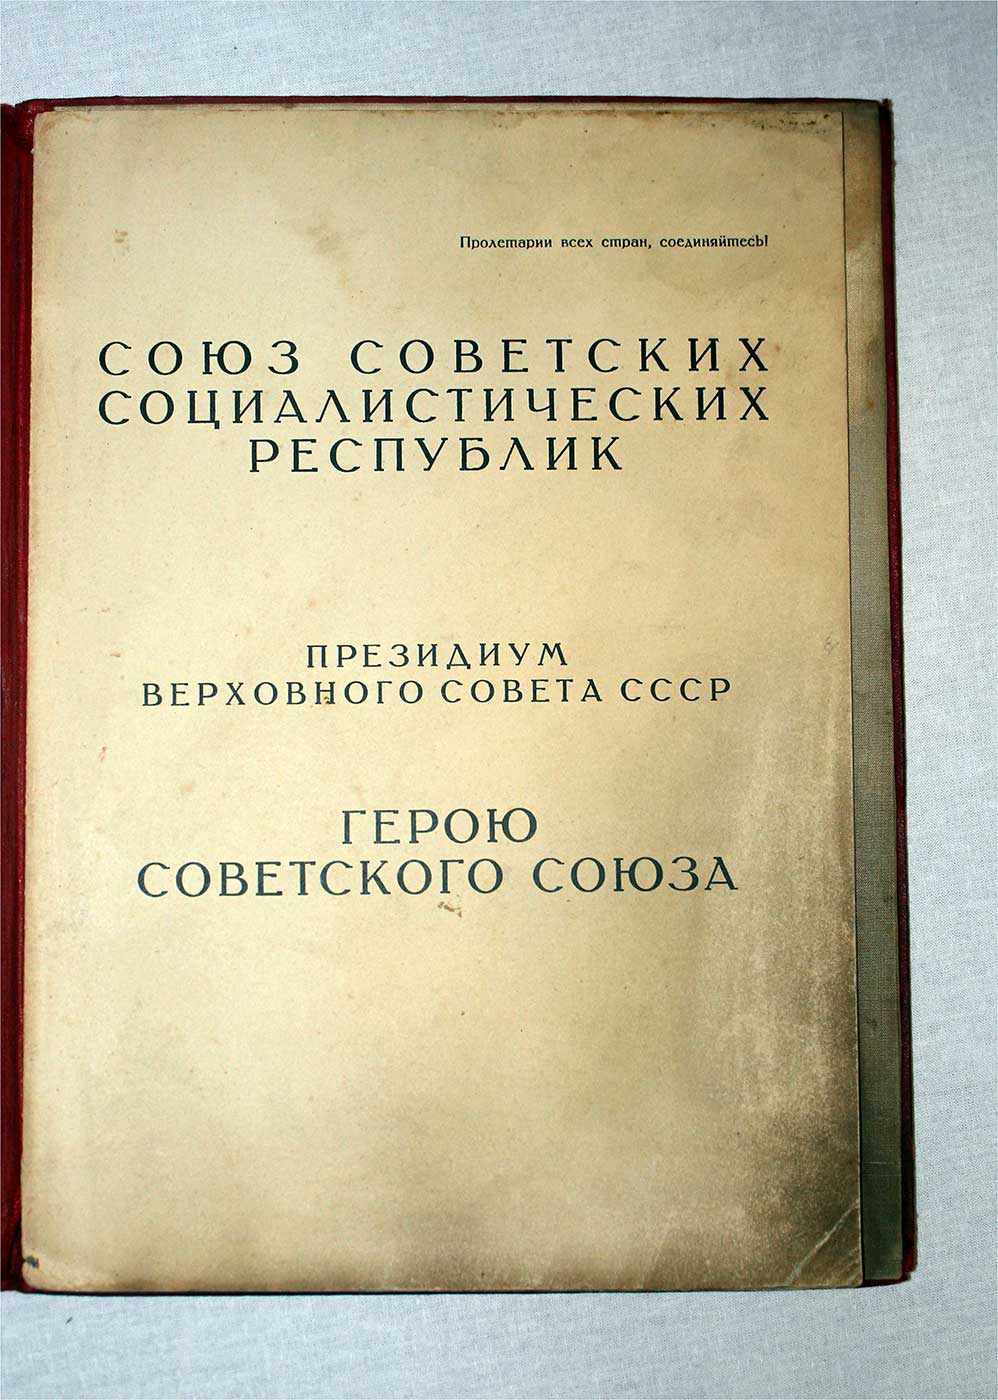 Пролетарии всех стран, соединяйтесь!
СОЮЗ СОВЕТСКИХ
СОЦИАЛИСТИЧЕСКИХ
РЕСПУБЛИК
ПРЕЗИДИУМ
ВЕРХОВНОГО СОВЕТА СССР
ГЕРОЮ
СОВЕТСКОГО СОЮЗА